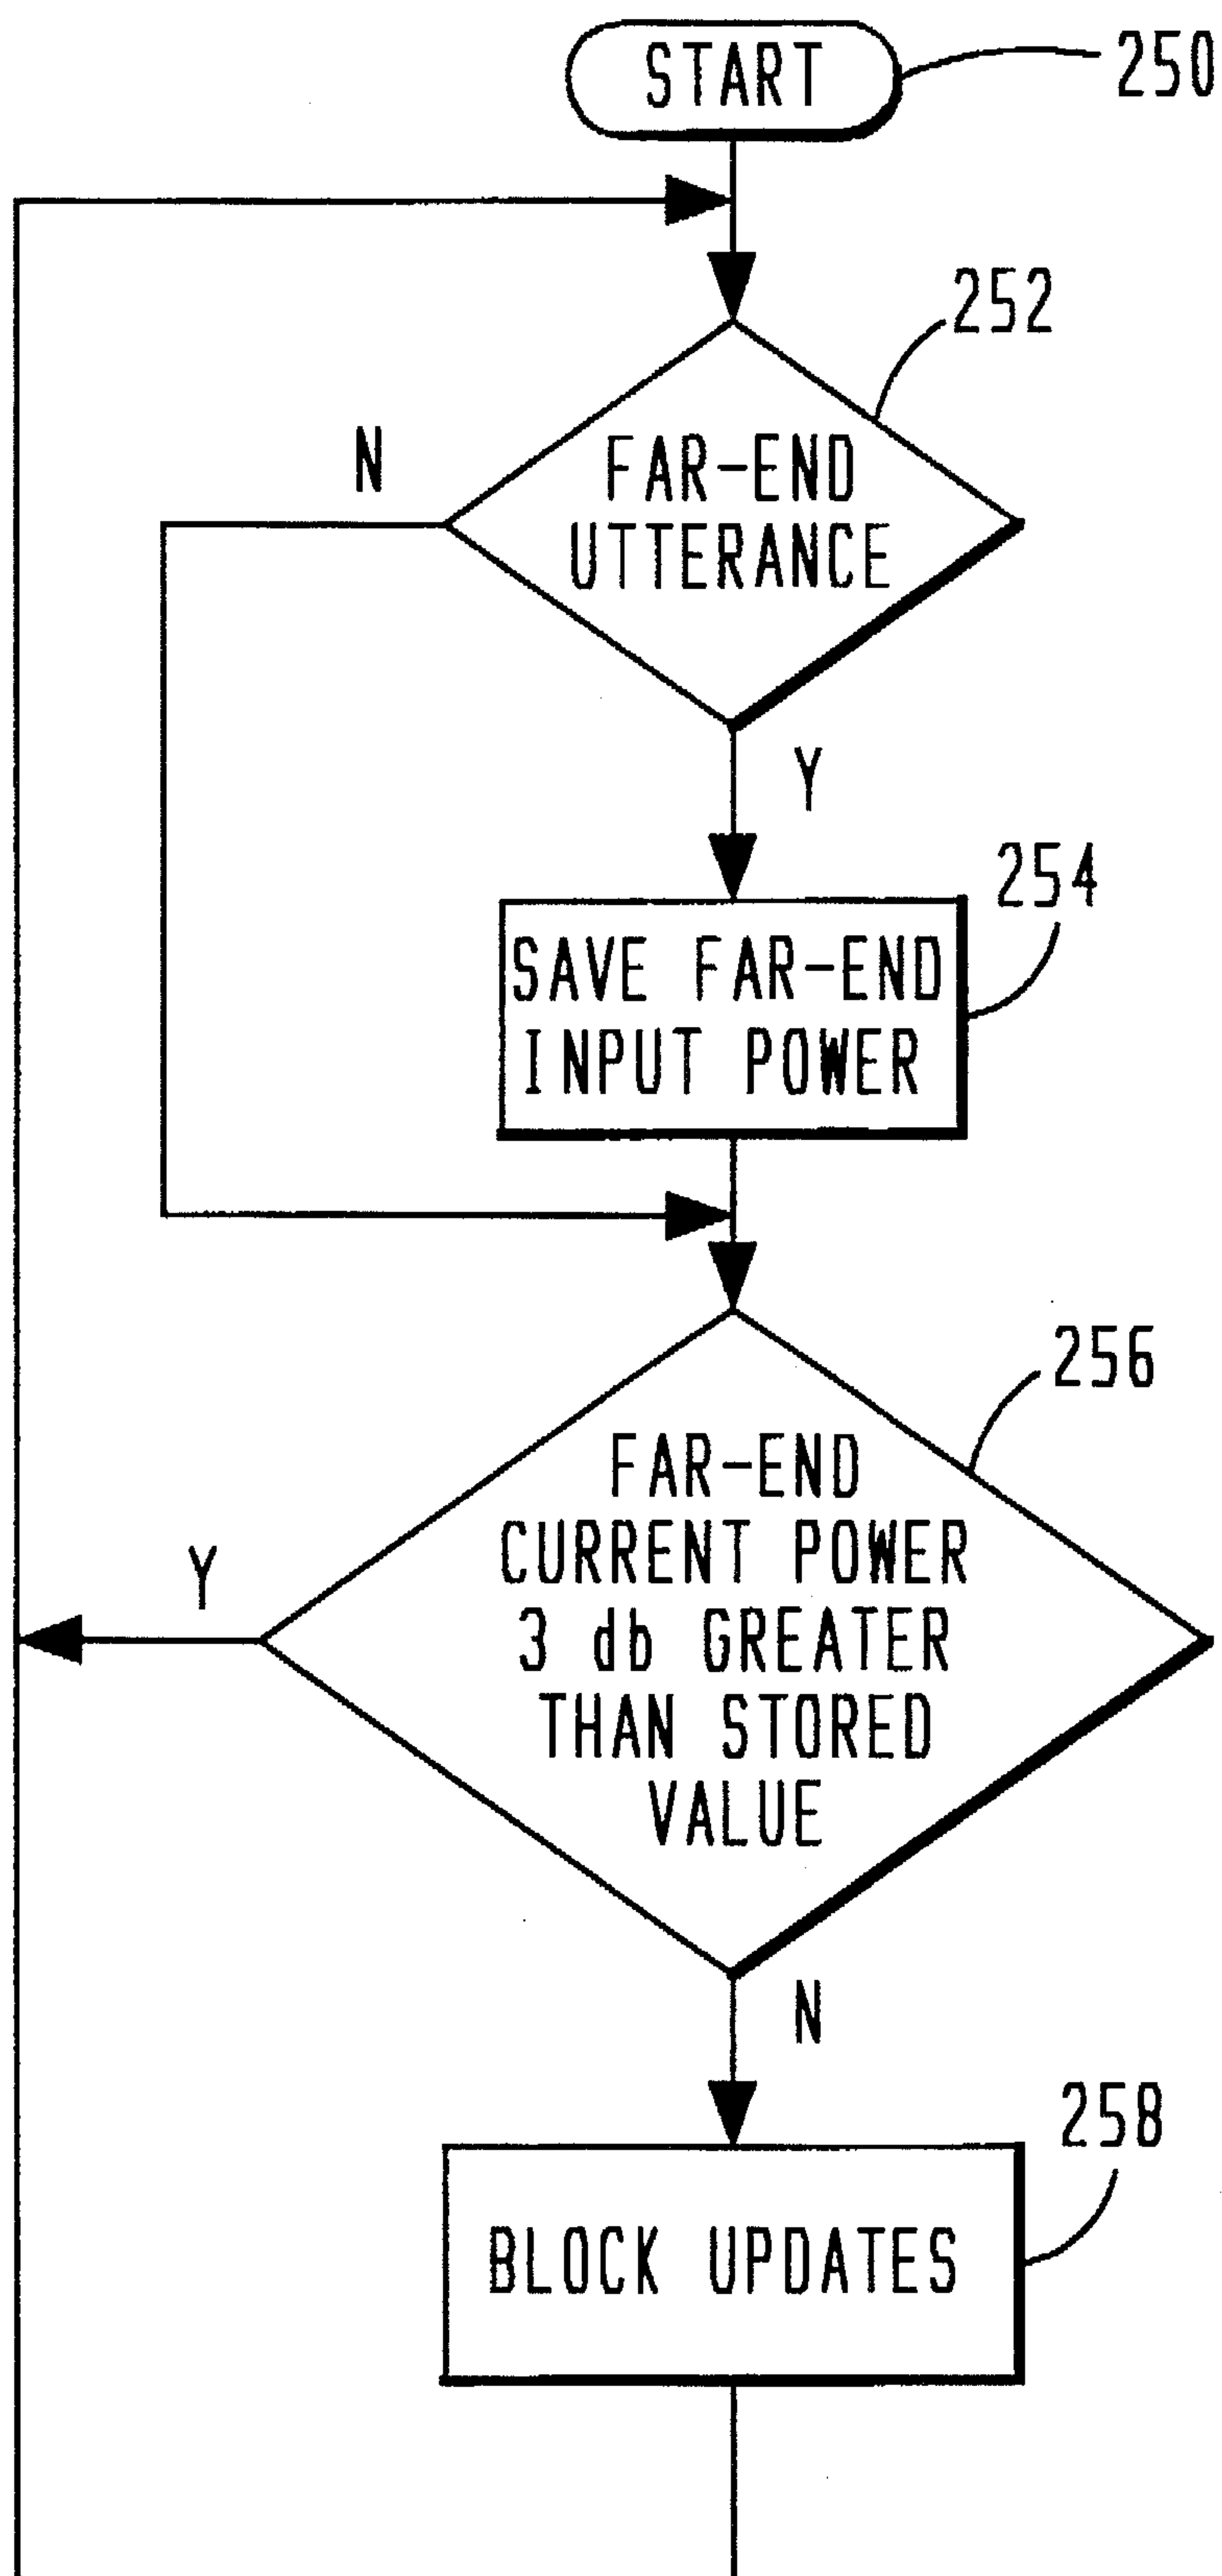 START
250
252
N
FAR-END
UTTERANCE
Y
254
SAVE FAR-END
INPUT POWER
256
FAR-END
CURRENT POWER
3 db GREATER
THAN STORED
VALUE
Y
N
258
BLOCK UPDATES